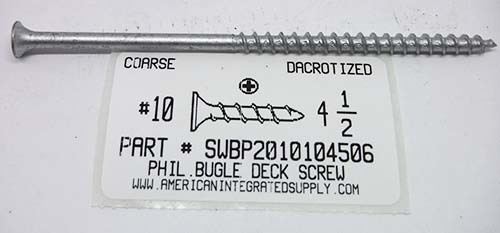 COARSE DACROTIZED
#10 4 1/2
PART # SWBP2010104506
PHIL.BUGLE DECK SCREW
WWW.AMERICANINTEGRATEDSUPPLY.COM